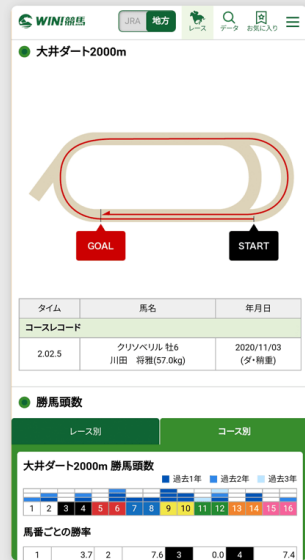 WIN!競馬
JRA 地方
レース データ お気に入り
大井ダート2000m
GOAL START
タイム 馬名 年月日
コースレコード
2.02.5 クリソベリル 牡6 川田　将雅(57.0kg) 2020/11/03 (ダ・稍重)
勝馬頭数
レース別 コース別
大井ダート2000m 勝馬頭数
過去1年 過去2年 過去3年
1 2 3 4 5 6 7 8 9 10 11 12 13 14 15 16
馬番ごとの勝率
1 3.7 2 7.6 3 0.0 4 7.4